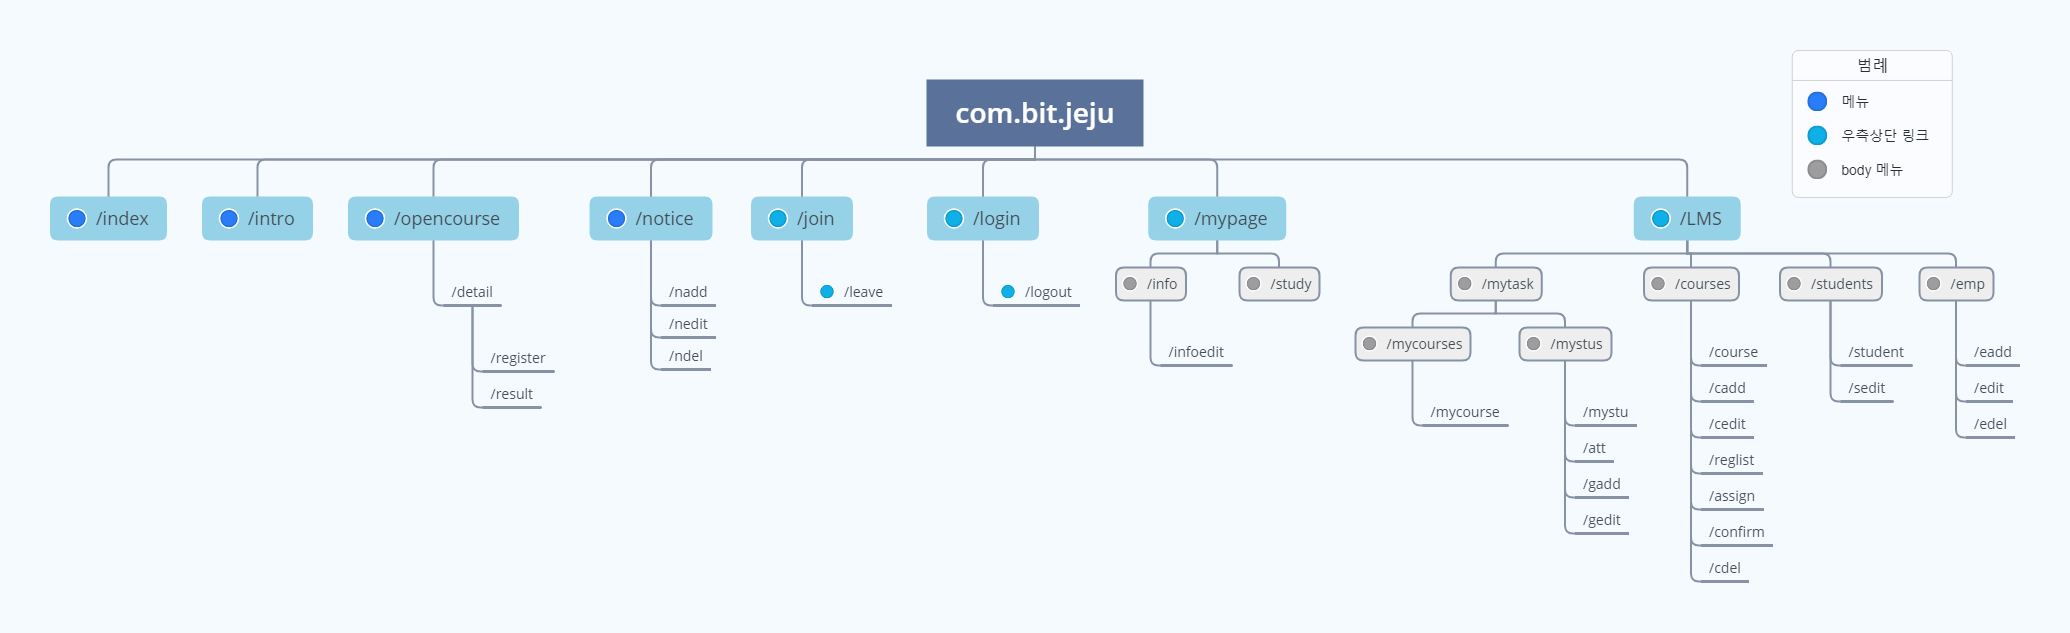 com.bit.jeju
범례
메뉴
우측상단 링크
body 메뉴
/index
/intro
/opencourse
/detail
/register
/result
/notice
/nadd
/nedit
/ndel
/join
/leave
/login
/logout
/mypage
/info
/infoedit
/study
/LMS
/mytask
/mycourses
/mycourse
/mystus
/mystu
/att
/gadd
/gedit
/courses
/course
/cadd
/cedit
/reglist
/assign
/confirm
/cdel
/students
/student
/sedit
/emp
/eadd
/edit
/edel